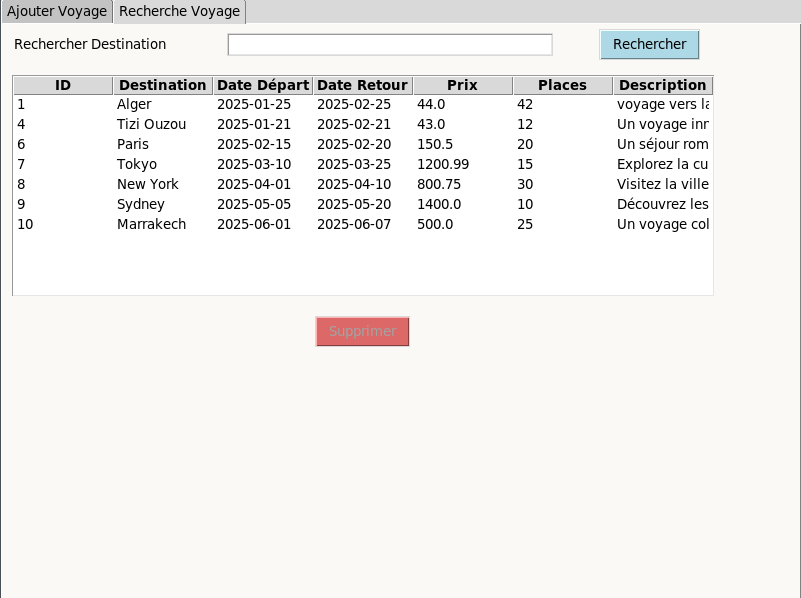 Ajouter Voyage Recherche Voyage
Rechercher Destination Rechercher
ID Destination Date Départ Date Retour Prix Places Description
1 Alger 2025-01-25 2025-02-25 44.0 42 voyage vers la
4 Tizi Ouzou 2025-01-21 2025-02-21 43.0 12 Un voyage inn
6 Paris 2025-02-15 2025-02-20 150.5 20 Un séjour rom
7 Tokyo 2025-03-10 2025-03-25 1200.99 15 Explorez la cu
8 New York 2025-04-01 2025-04-10 800.75 30 Visitez la ville
9 Sydney 2025-05-05 2025-05-20 1400.0 10 Découvrez les
10 Marrakech 2025-06-01 2025-06-07 500.0 25 Un voyage col
Supprimer